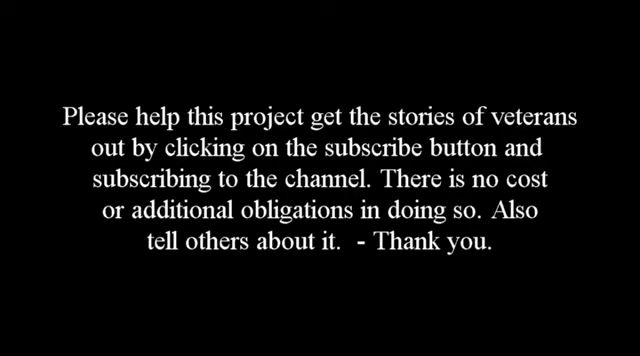 Please help this project get the stories of veterans
out by clicking on the subscribe button and
subscribing to the channel. There is no cost
or additional obligations in doing so. Also
tell others about it.  - Thank you.